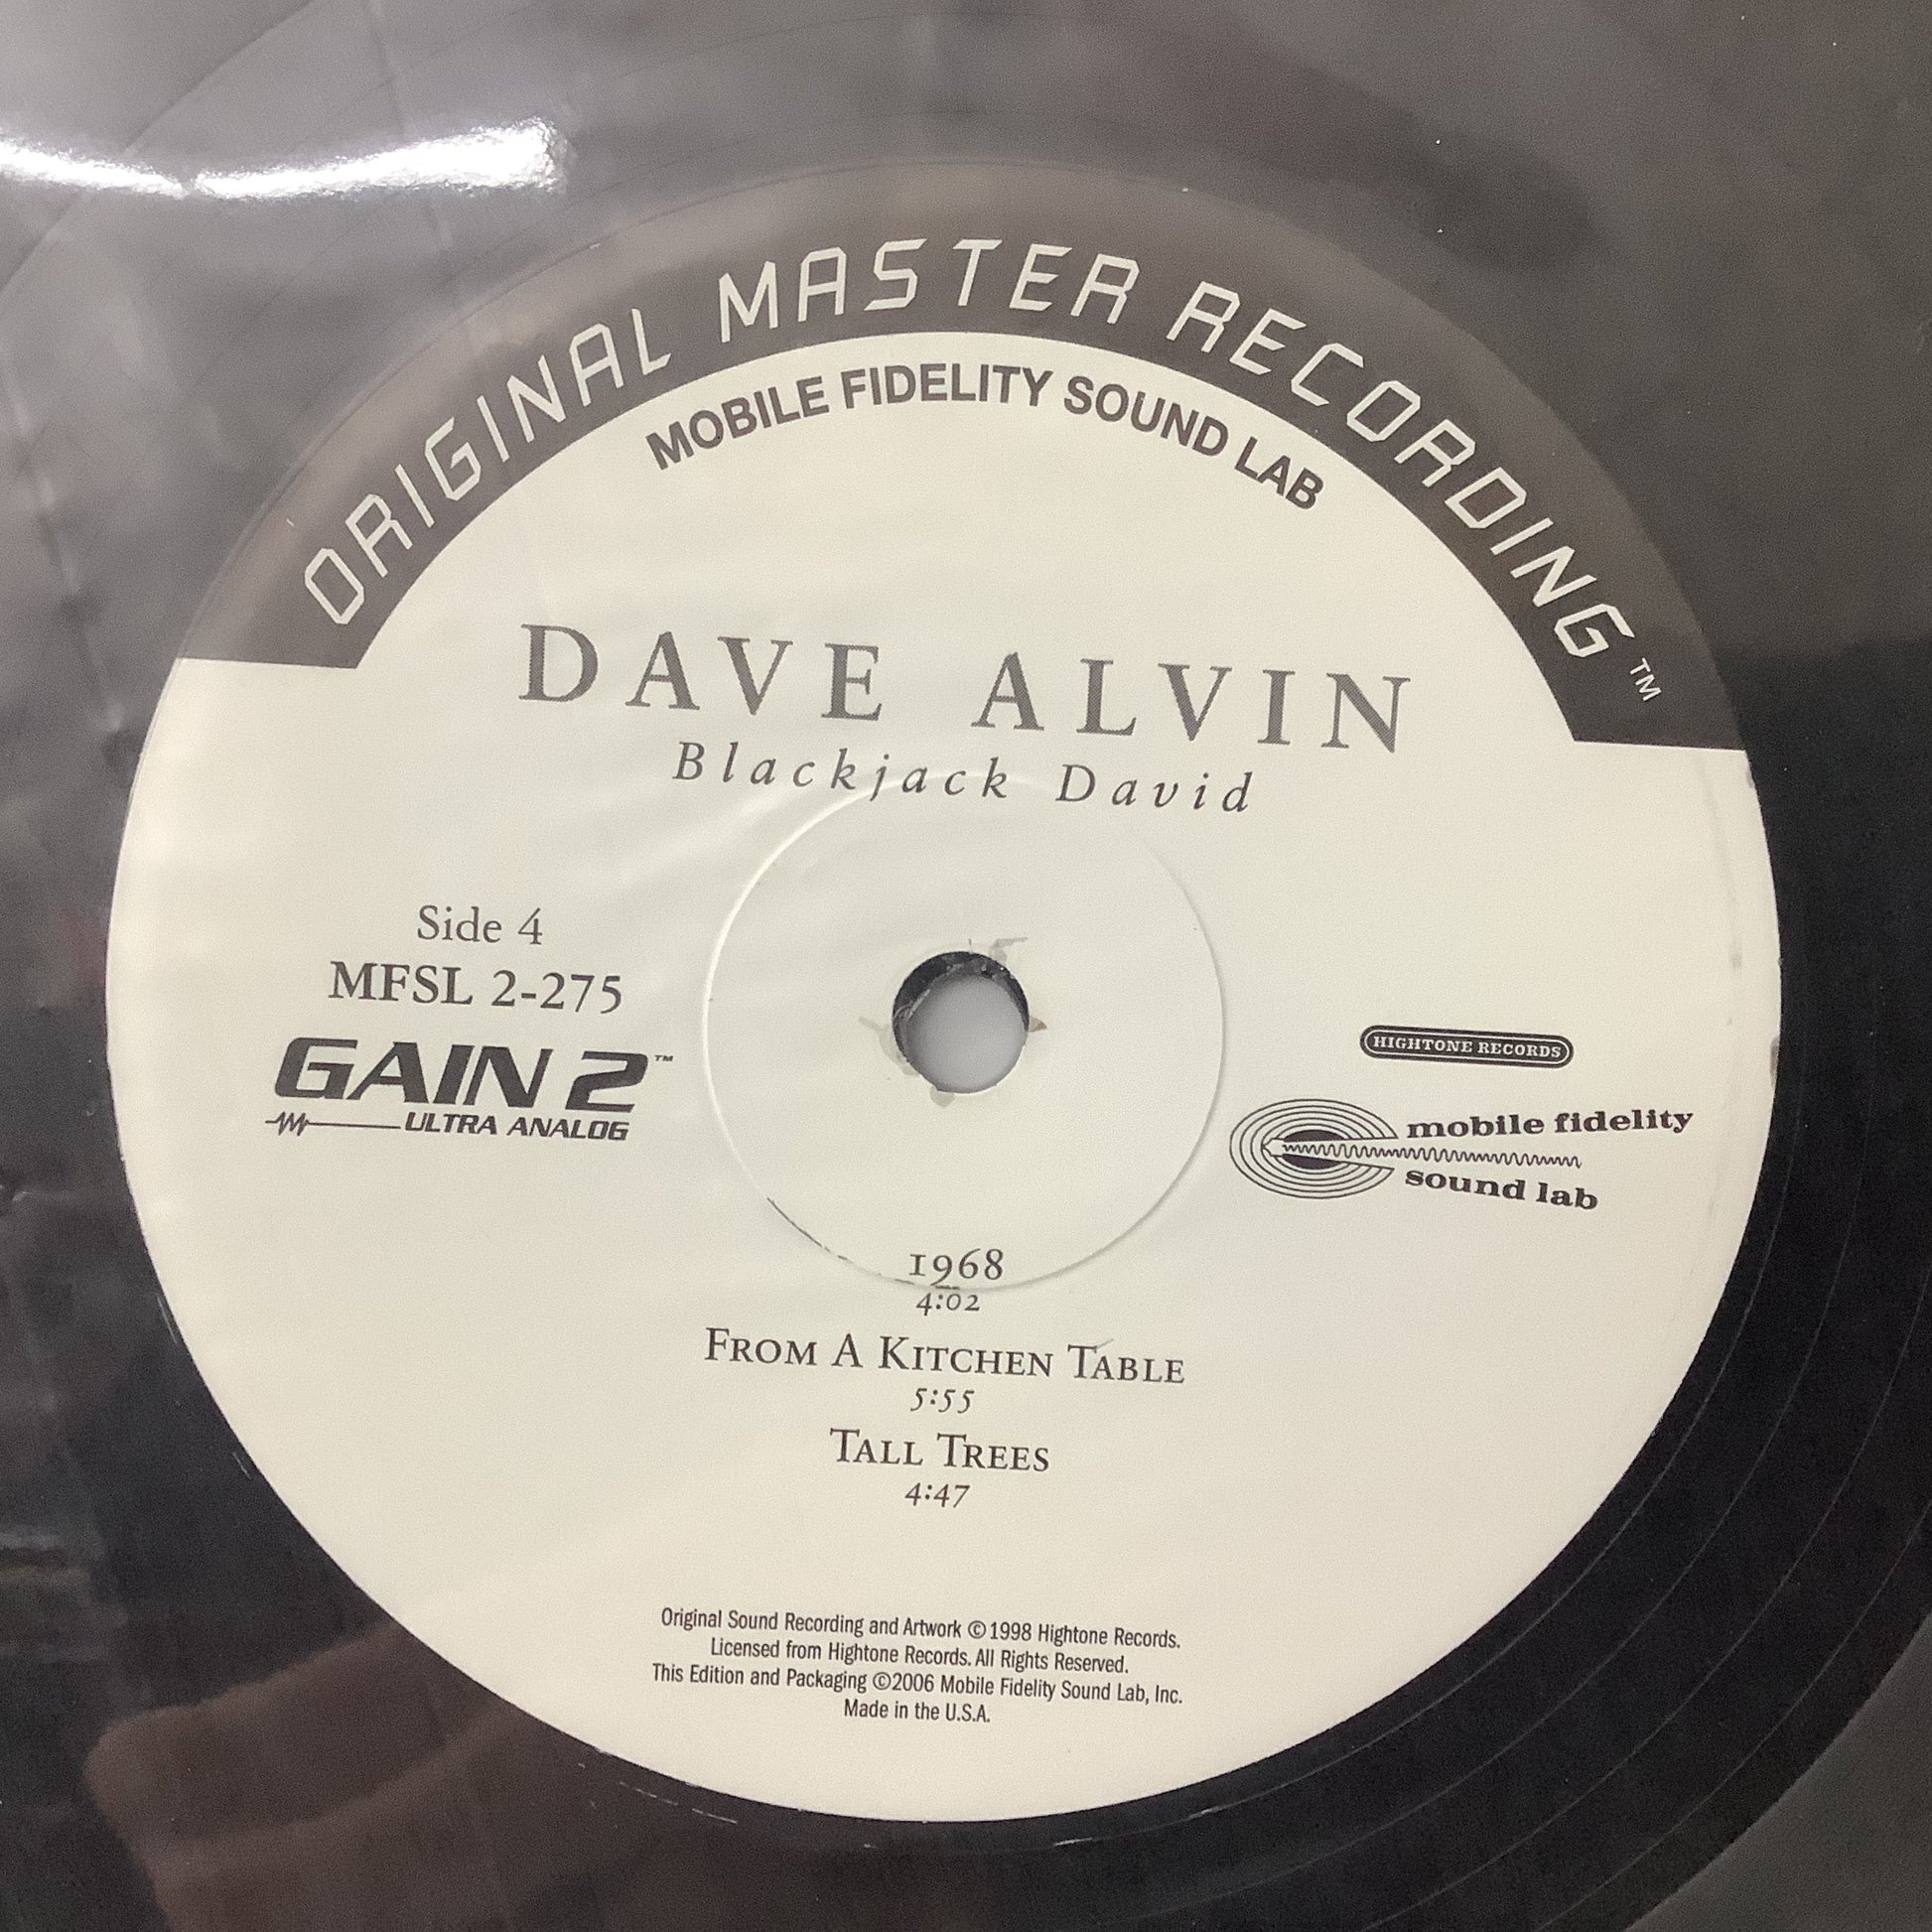 ORIGINAL MASTER RECORDING™
MOBILE FIDELITY SOUND LAB
DAVE ALVIN
Blackjack David
Side 4
MFSL 2-275
GAIN 2™
ULTRA ANALOG
HIGHTONE RECORDS
mobile fidelity
sound lab
1968
4:02
FROM A KITCHEN TABLE
5:55
TALL TREES
4:47
Original Sound Recording and Artwork ©1998 Hightone Records.
Licensed from Hightone Records. All Rights Reserved.
This Edition and Packaging ©2006 Mobile Fidelity Sound Lab, Inc.
Made in the U.S.A.